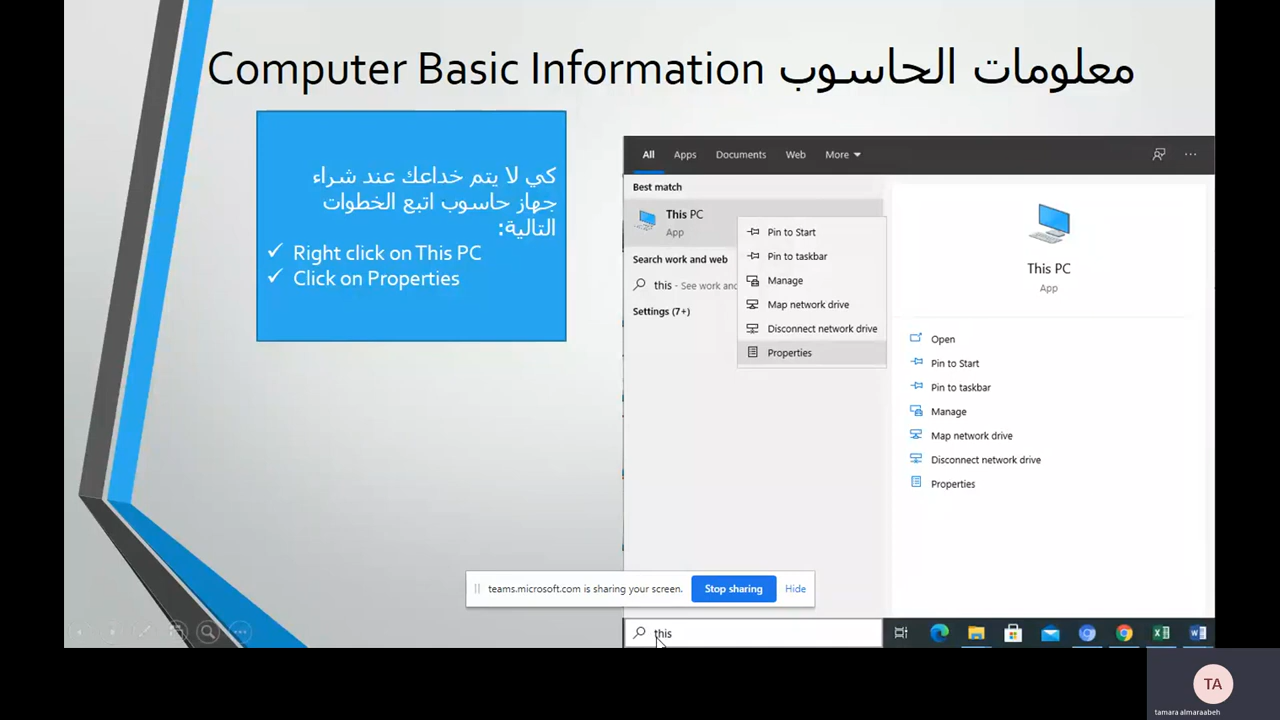 Computer Basic Information معلومات الحاسوب
كي لا يتم خداعك عند شراء
جهاز حاسوب اتبع الخطوات
التالية:
✓ Right click on This PC
✓ Click on Properties
All Apps Documents Web More
Best match
This PC
App
Search work and web
this - See work and
Settings (7+)
Pin to Start
Pin to taskbar
Manage
Map network drive
Disconnect network drive
Properties
This PC
App
Open
Pin to Start
Pin to taskbar
Manage
Map network drive
Disconnect network drive
Properties
teams.microsoft.com is sharing your screen. Stop sharing Hide
this
TA
tamara almaraabeh